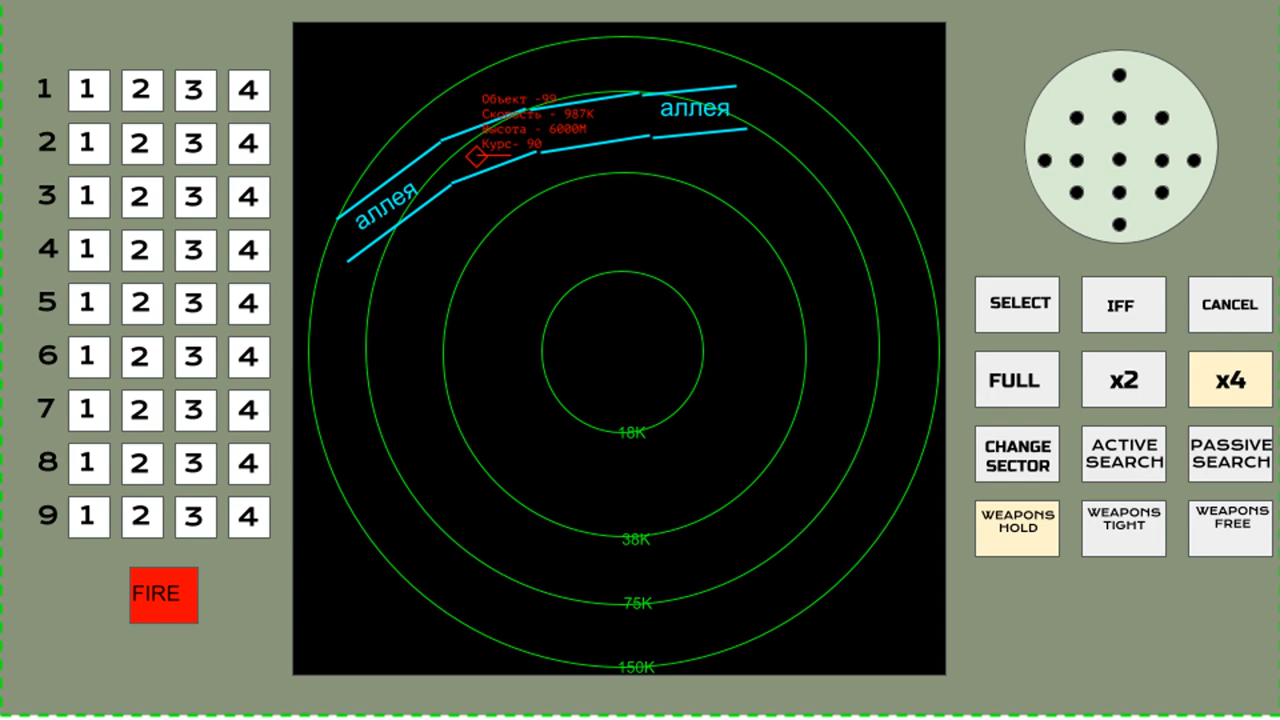 1 1 2 3 4
2 1 2 3 4
3 1 2 3 4
4 1 2 3 4
5 1 2 3 4
6 1 2 3 4
7 1 2 3 4
8 1 2 3 4
9 1 2 3 4
FIRE
Объект -99
Скорость - 987К
Высота - 6000М
Курс- 90
аллея
аллея
18K
38K
75K
150K
SELECT
IFF
CANCEL
FULL
x2
x4
CHANGE
SECTOR
ACTIVE
SEARCH
PASSIVE
SEARCH
WEAPONS
HOLD
WEAPONS
TIGHT
WEAPONS
FREE